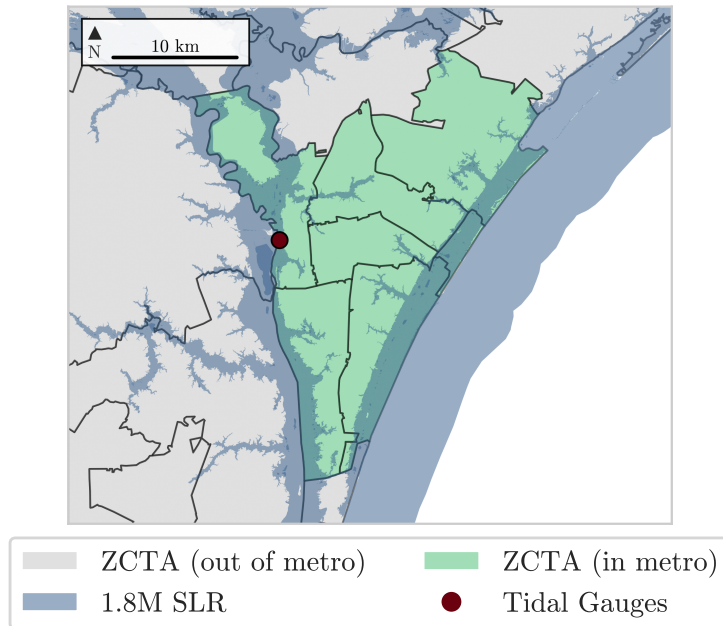 ▲
N
10 km
ZCTA (out of metro)
ZCTA (in metro)
1.8M SLR
Tidal Gauges